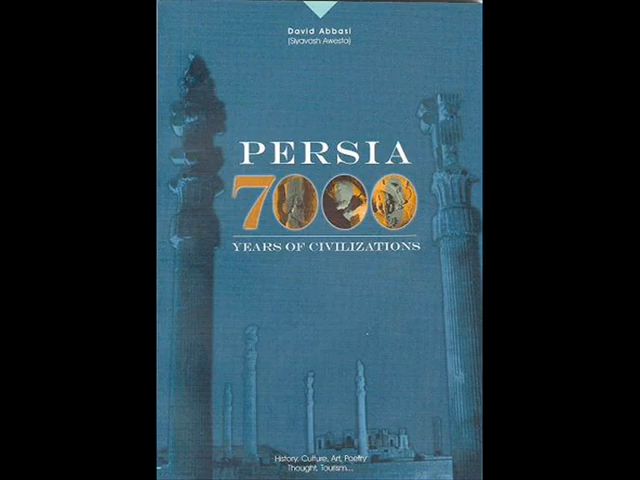 David Abbasi
(Siyavash Awesta)
PERSIA
7000
YEARS OF CIVILIZATIONS
History, Culture, Art, Poetry
Thought, Tourism...